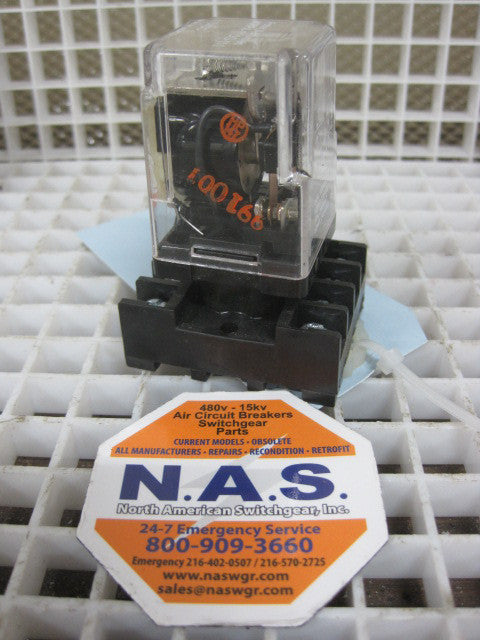 991001
480v - 15kv
Air Circuit Breakers
Switchgear
Parts
CURRENT MODELS • OBSOLETE
ALL MANUFACTURERS • REPAIRS • RECONDITION • RETROFIT
N.A.S.
North American Switchgear, Inc.
24-7 Emergency Service
800-909-3660
Emergency 216-402-0507 / 216-570-2725
www.naswgr.com
sales@naswgr.com